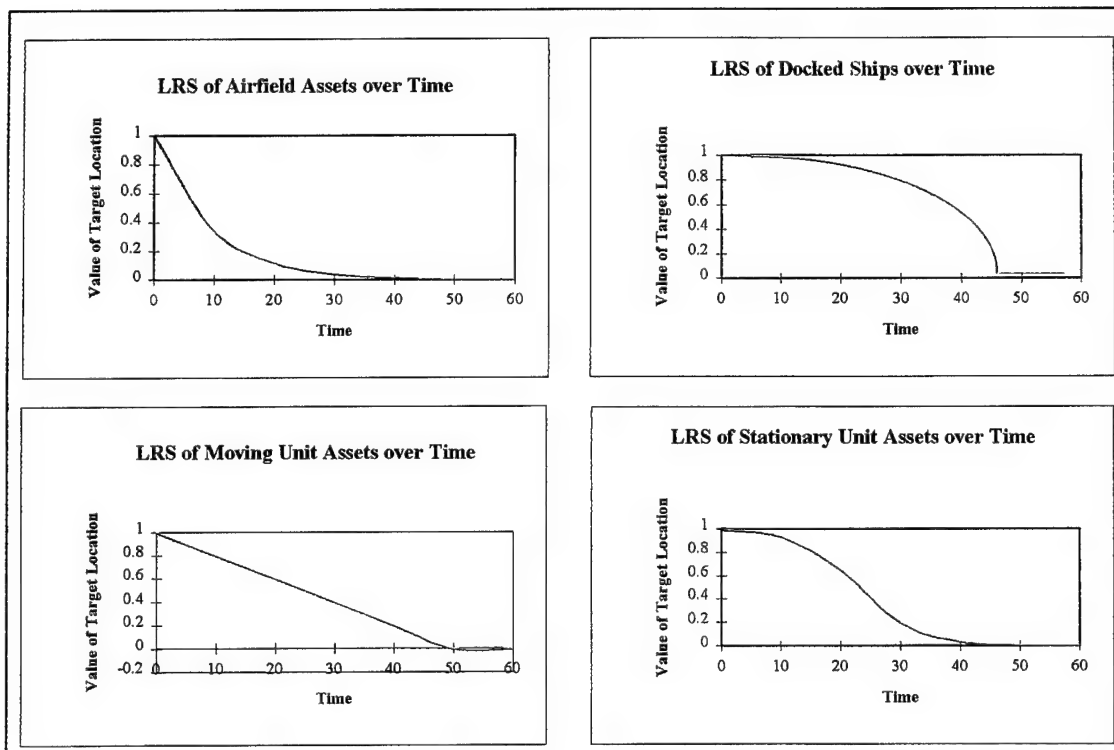 LRS of Airfield Assets over Time
Value of Target Location
1
0.8
0.6
0.4
0.2
0
0 10 20 30 40 50 60
Time
LRS of Docked Ships over Time
Value of Target Location
1
0.8
0.6
0.4
0.2
0
0 10 20 30 40 50 60
Time
LRS of Moving Unit Assets over Time
Value of Target Location
1
0.8
0.6
0.4
0.2
0
-0.2
0 10 20 30 40 50 60
Time
LRS of Stationary Unit Assets over Time
Value of Target Location
1
0.8
0.6
0.4
0.2
0
0 10 20 30 40 50 60
Time